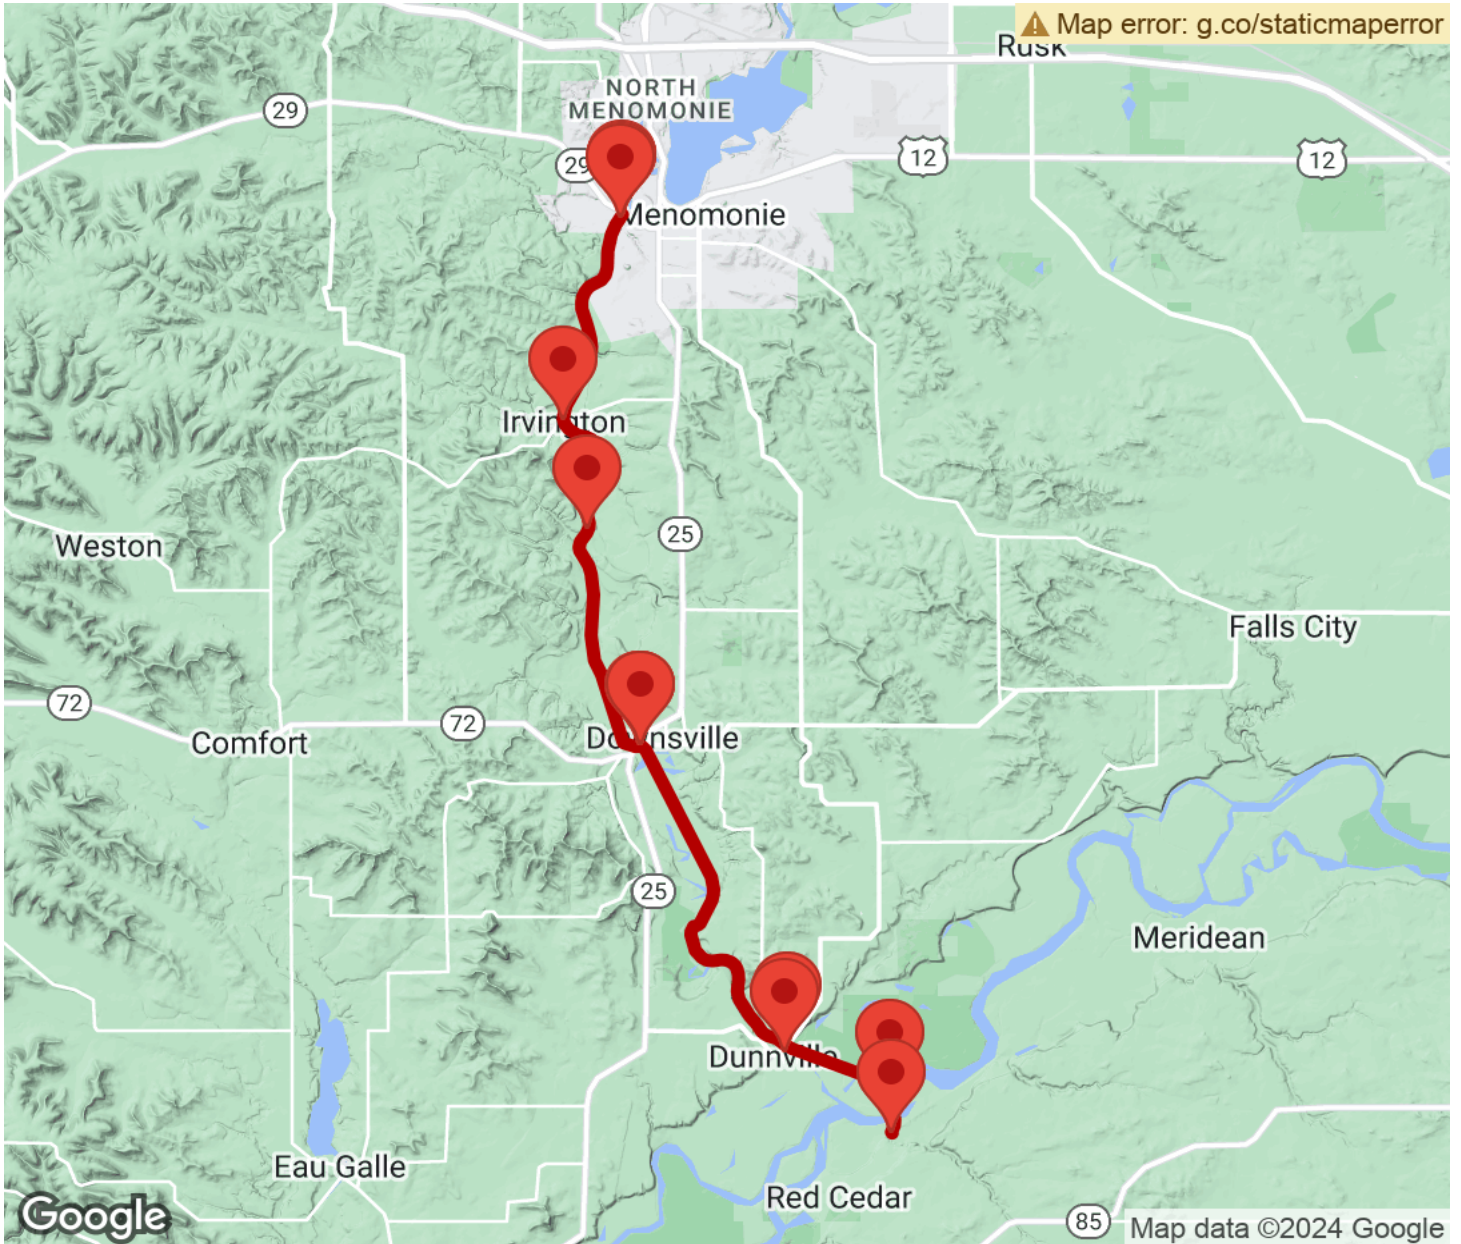 Map error: g.co/staticmaperror
Rusk
NORTH
MENOMONIE
29
29
12
12
Menomonie
Irvington
25
Weston
Falls City
72
72
Comfort
Downsville
25
Meridean
Dunnville
Eau Galle
Red Cedar
85
Google
Map data ©2024 Google